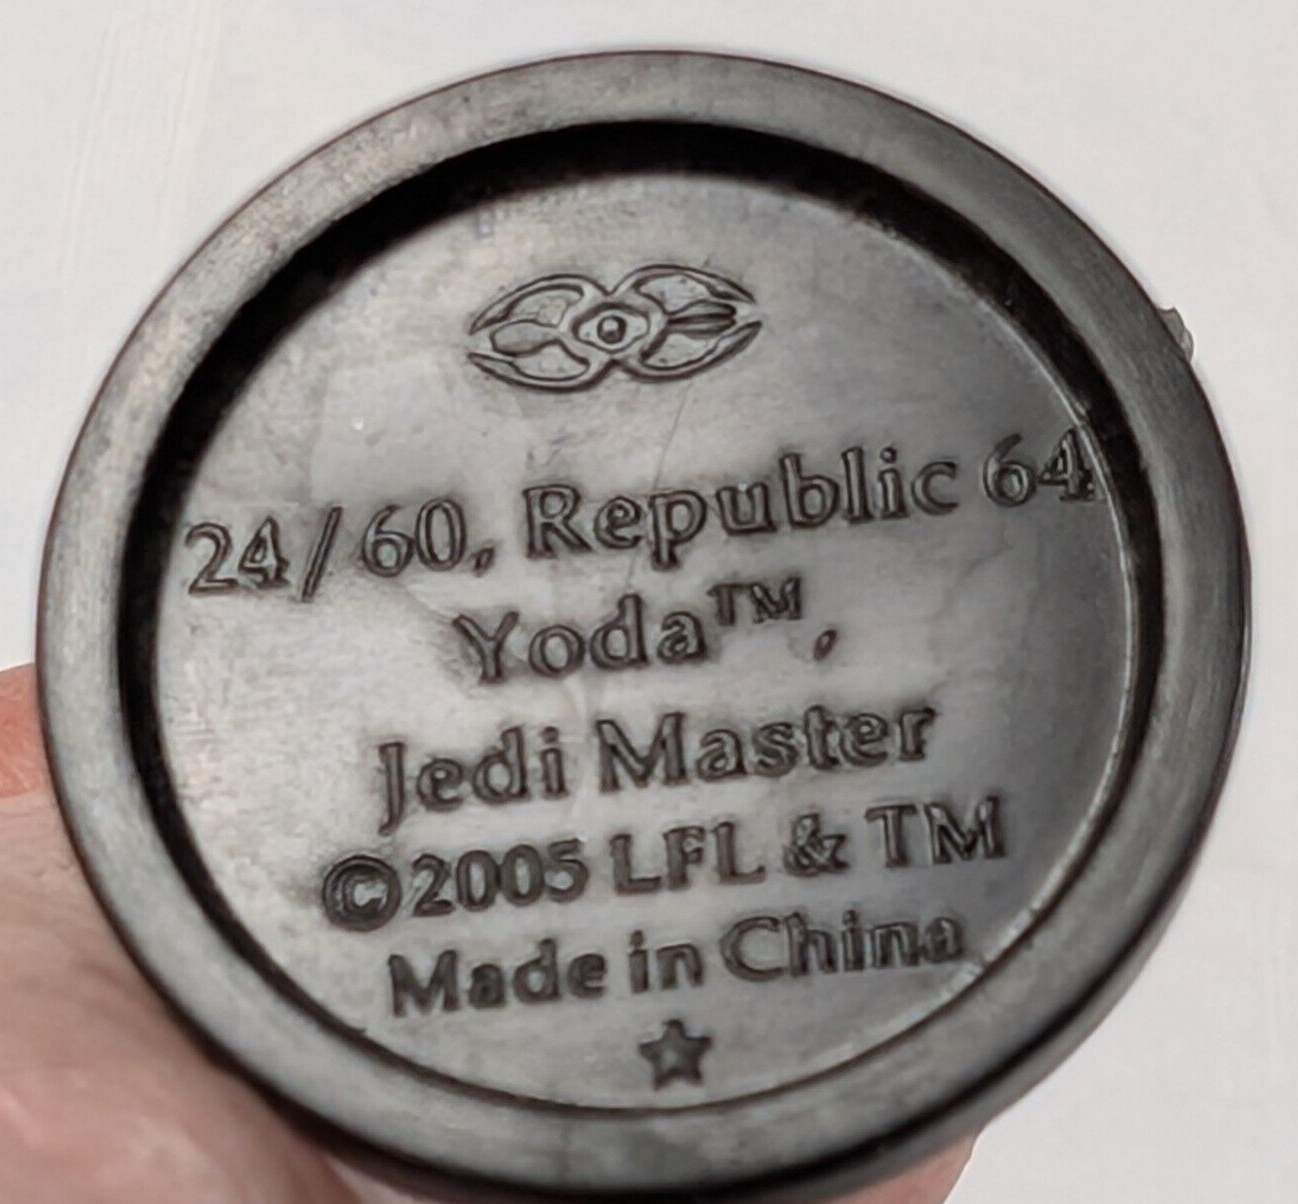 24/60, Republic 64
Yoda™,
Jedi Master
©2005 LFL & TM
Made in China